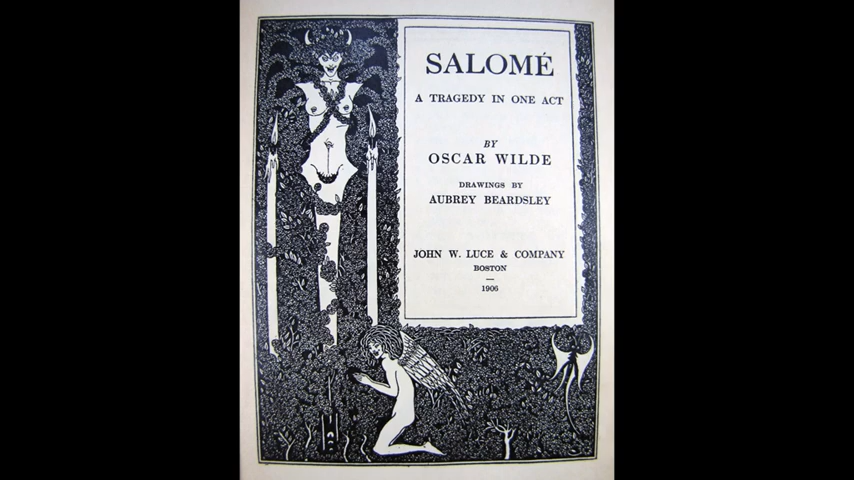 SALOMÉ
A TRAGEDY IN ONE ACT
BY
OSCAR WILDE
DRAWINGS BY
AUBREY BEARDSLEY
JOHN W. LUCE & COMPANY
BOSTON
—
1906